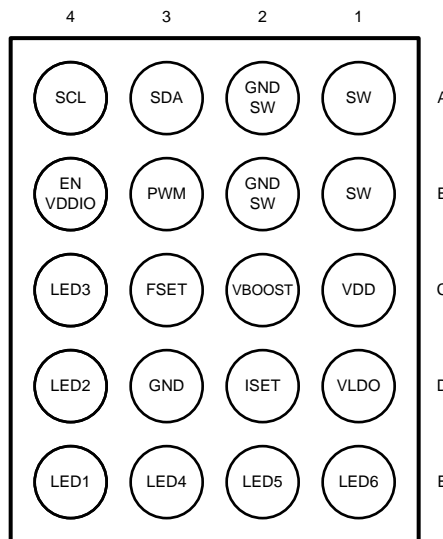 4 3 2 1
SCL SDA GND SW SW A
EN VDDIO PWM GND SW SW B
LED3 FSET VBOOST VDD C
LED2 GND ISET VLDO D
LED1 LED4 LED5 LED6 E